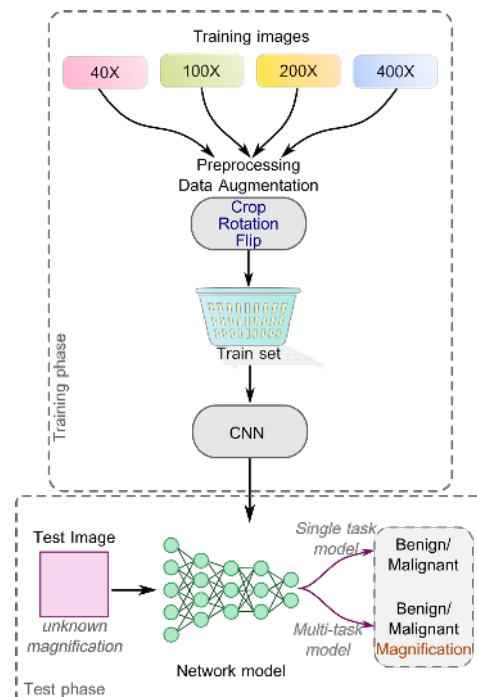 Training images
40X
100X
200X
400X
Preprocessing
Data Augmentation
Crop
Rotation
Flip
Train set
CNN
Training phase
Test Image
unknown
magnification
Network model
Single task
model
Benign/
Malignant
Multi-task
model
Benign/
Malignant
Magnification
Test phase